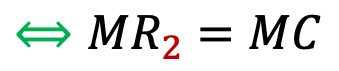 ⟺ MR₂ = MC